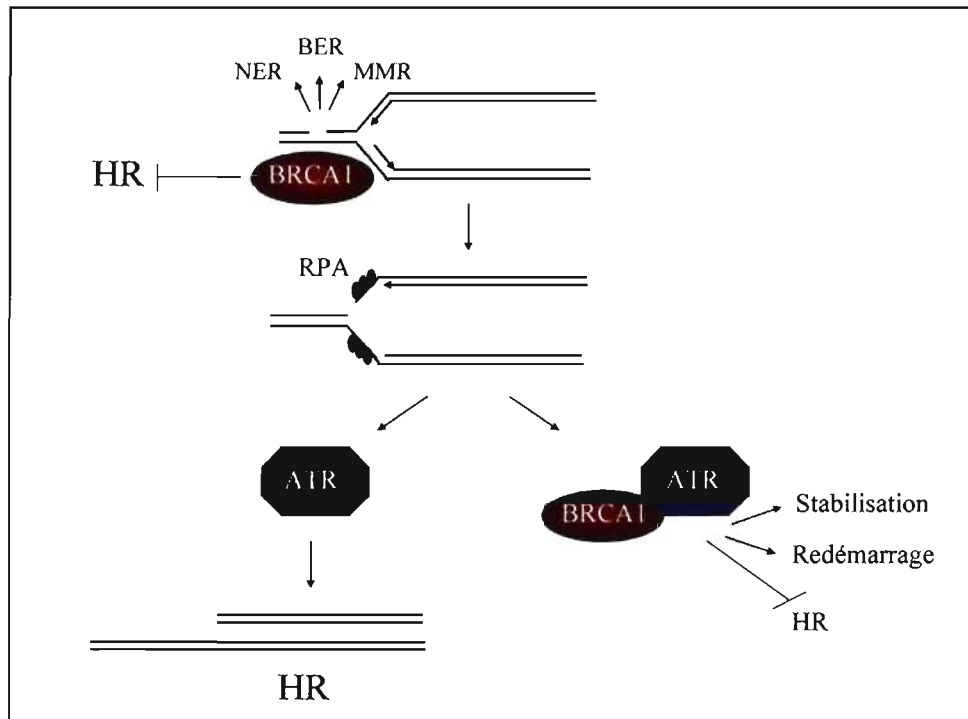 BER
NER MMR
HR BRCA1
RPA
ATR ATR
BRCA1 Stabilisation
Redémarrage
HR
HR